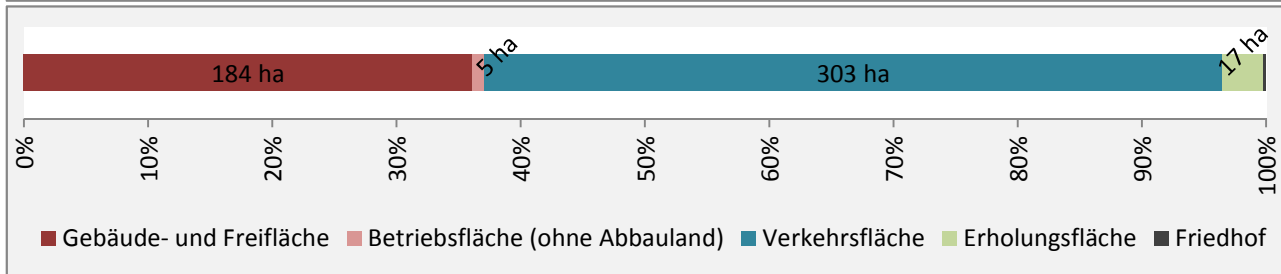 184 ha 5 ha 303 ha 17 ha
0% 10% 20% 30% 40% 50% 60% 70% 80% 90% 100%
Gebäude- und Freifläche Betriebsfläche (ohne Abbauland) Verkehrsfläche Erholungsfläche Friedhof